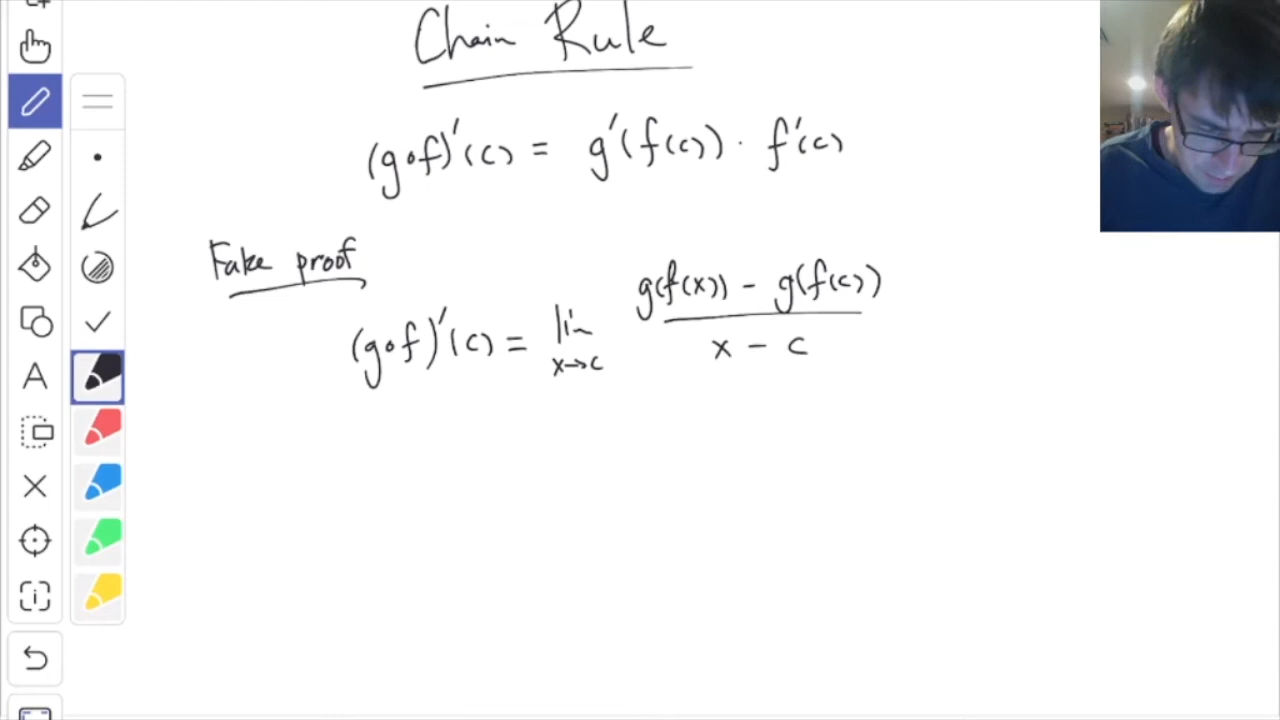 Chain Rule
(g∘f)'(c) = g'(f(c)) · f'(c)
Fake proof
(g∘f)'(c) = lim x→c g(f(x)) - g(f(c)) / x - c
A